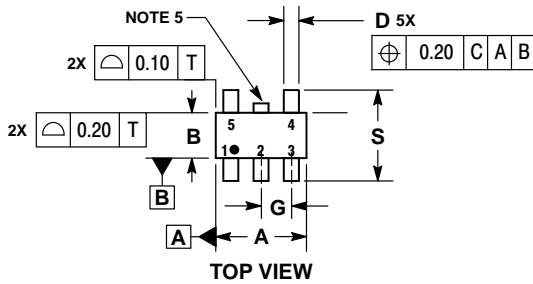 NOTE 5
D 5X
⌖ 0.20 C A B
2X ⌓ 0.10 T
2X ⌓ 0.20 T
5 4
B
S
1 2 3
B
G
A
A
TOP VIEW